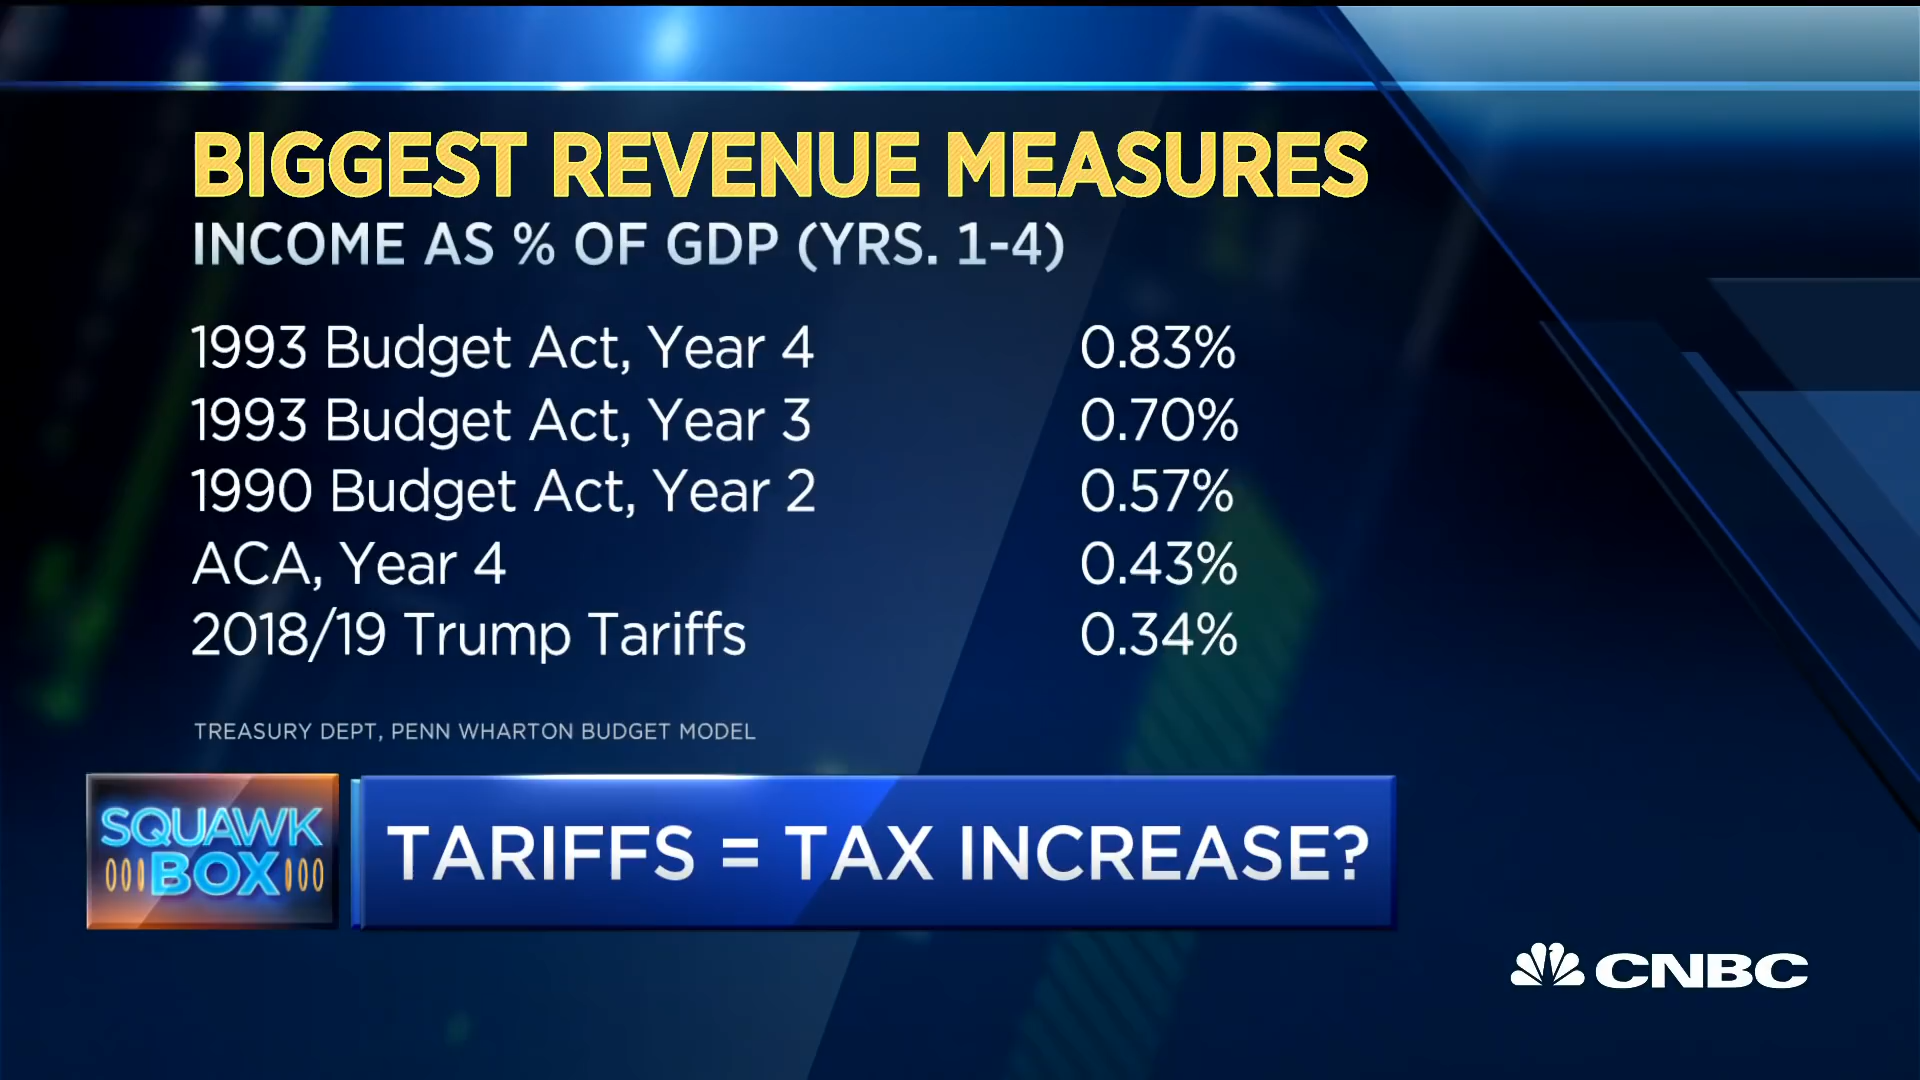 BIGGEST REVENUE MEASURES
INCOME AS % OF GDP (YRS. 1-4)
1993 Budget Act, Year 4 0.83%
1993 Budget Act, Year 3 0.70%
1990 Budget Act, Year 2 0.57%
ACA, Year 4 0.43%
2018/19 Trump Tariffs 0.34%
TREASURY DEPT, PENN WHARTON BUDGET MODEL
SQUAWK
BOX
TARIFFS = TAX INCREASE?
CNBC